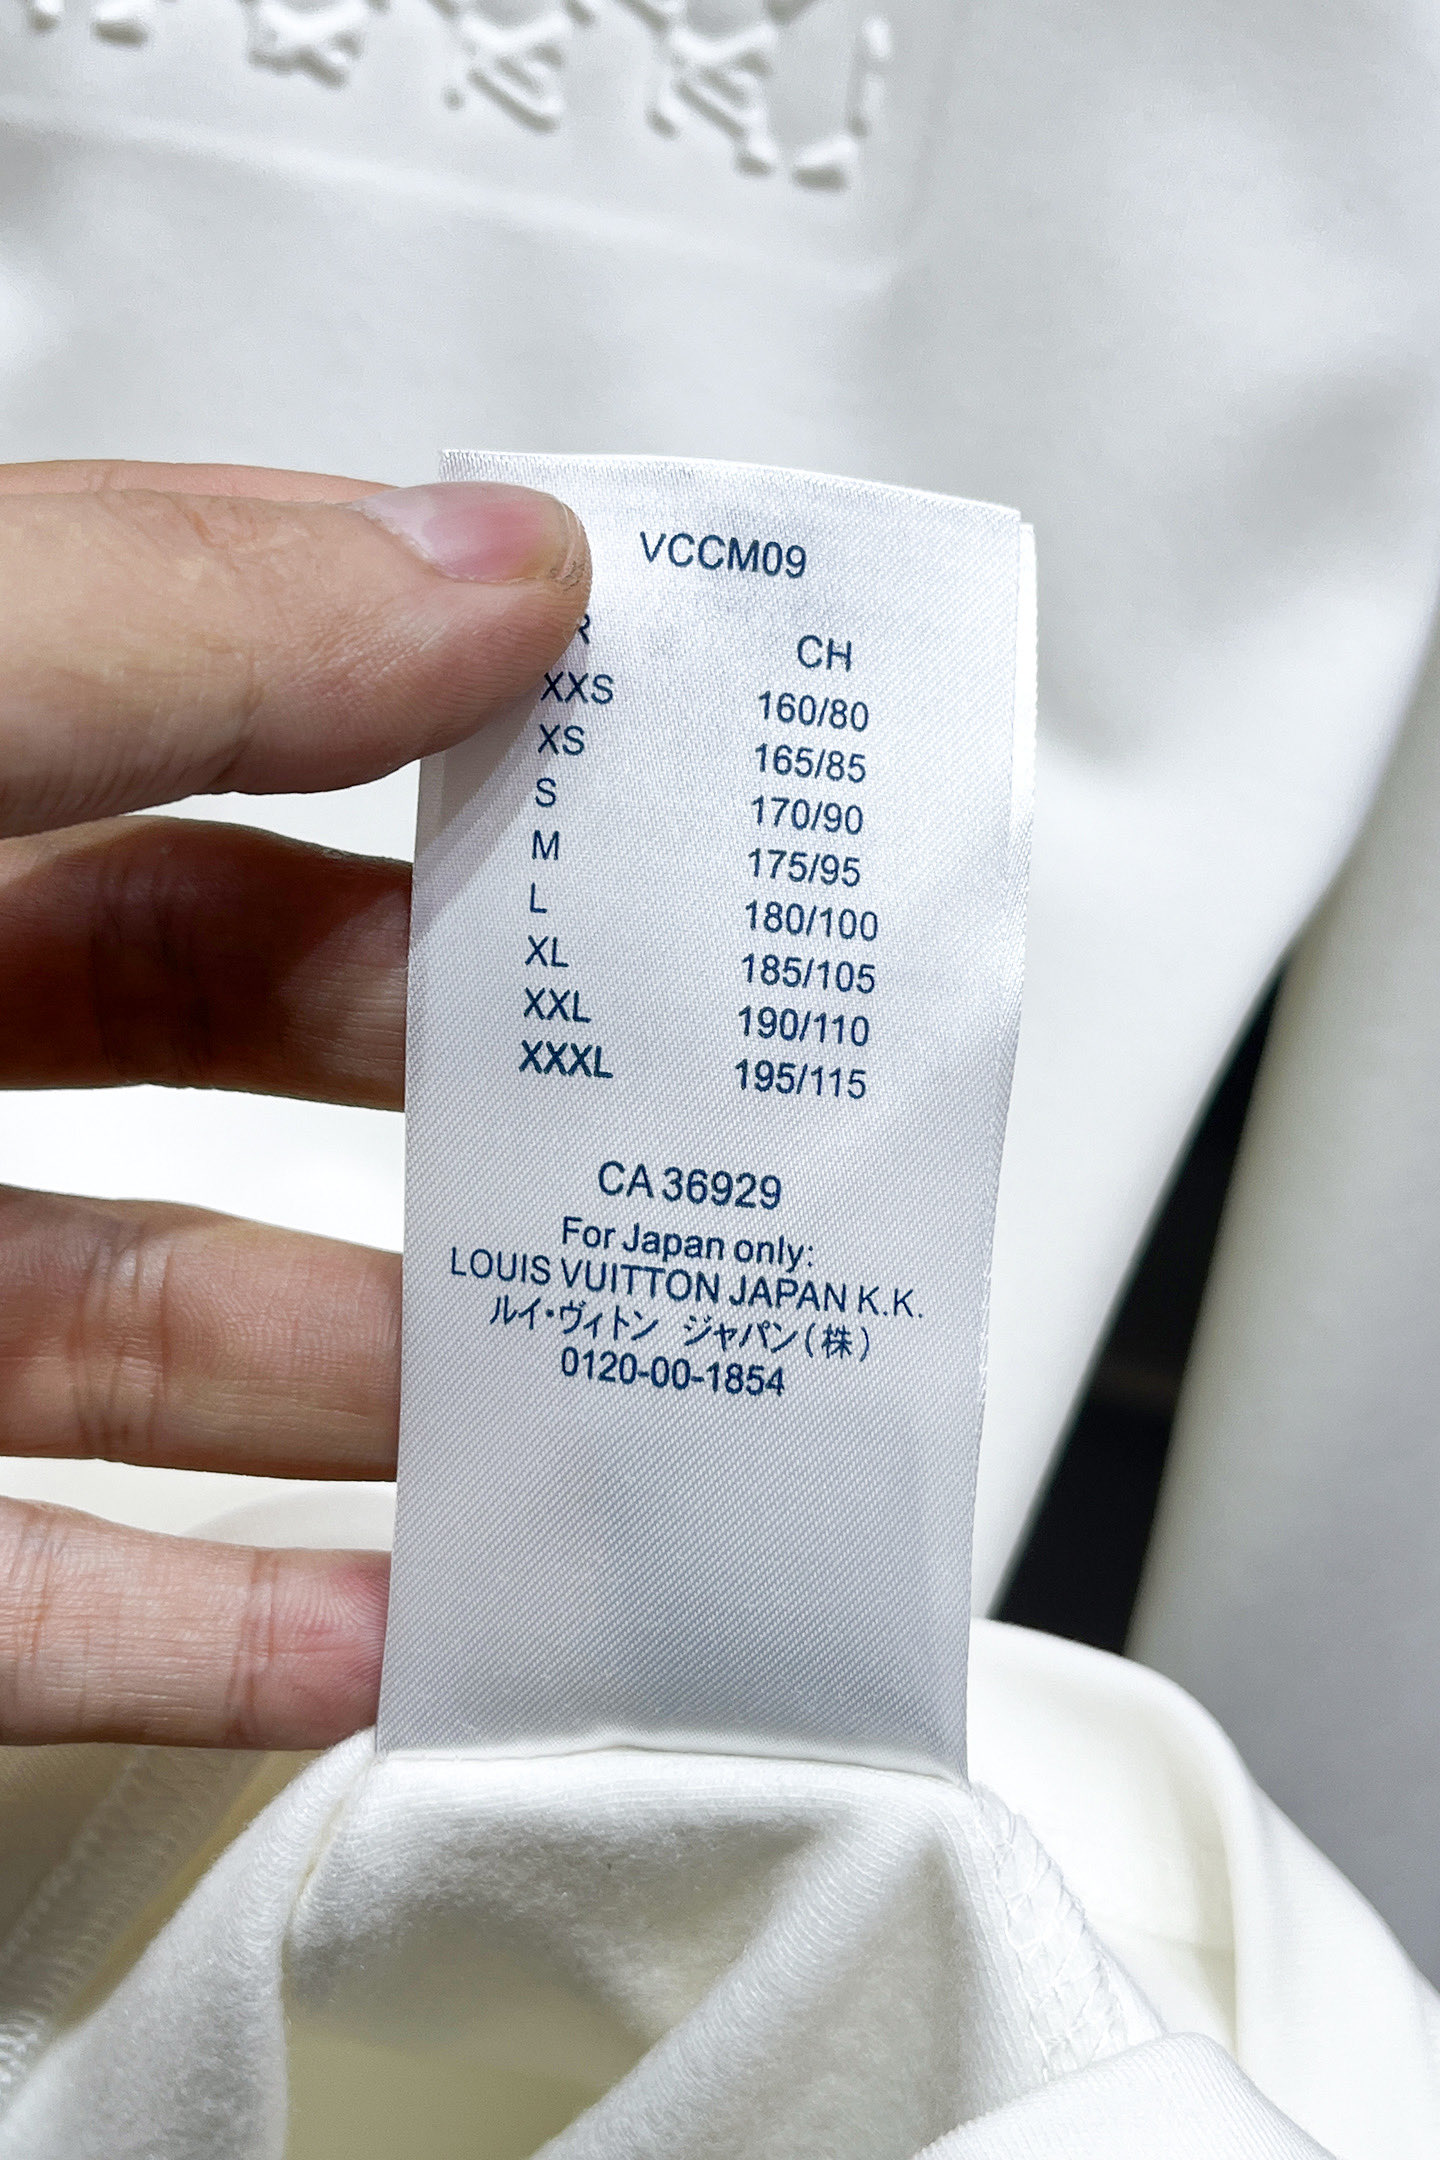 VCCM09
R CH
XXS 160/80
XS 165/85
S 170/90
M 175/95
L 180/100
XL 185/105
XXL 190/110
XXXL 195/115
CA 36929
For Japan only:
LOUIS VUITTON JAPAN K.K.
ルイ・ヴィトン ジャパン(株)
0120-00-1854